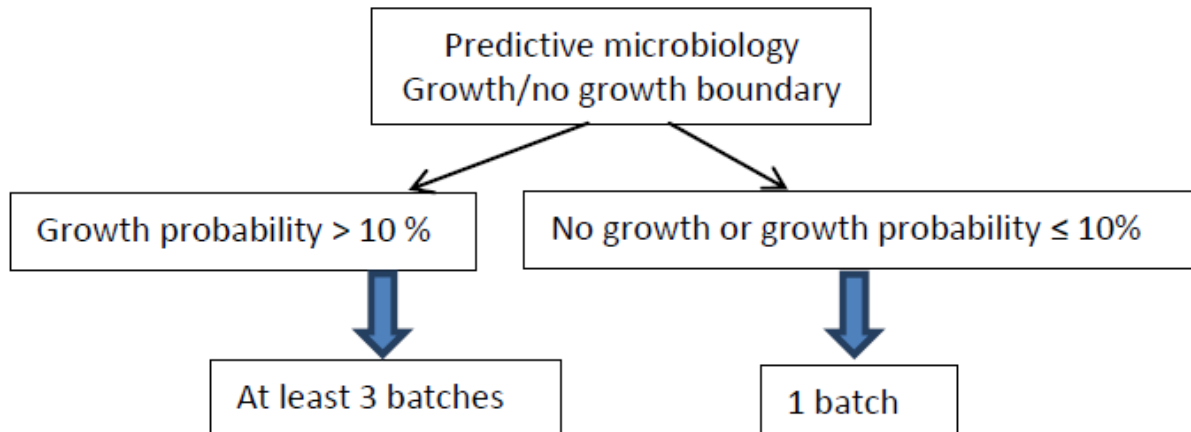 Predictive microbiology
Growth/no growth boundary
Growth probability > 10 %
No growth or growth probability ≤ 10%
At least 3 batches
1 batch